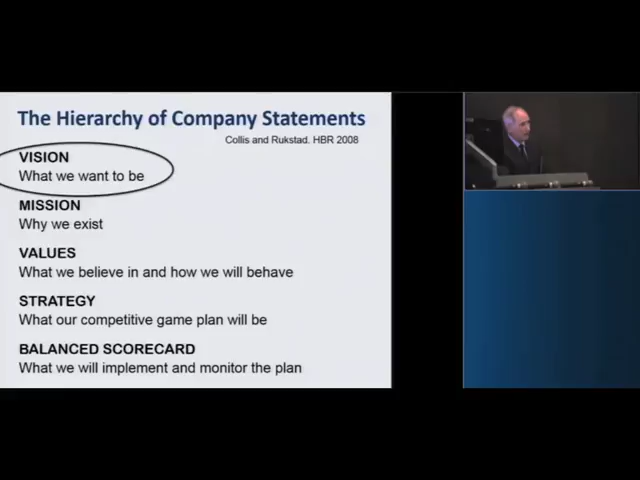 The Hierarchy of Company Statements
Collis and Rukstad. HBR 2008
VISION
What we want to be
MISSION
Why we exist
VALUES
What we believe in and how we will behave
STRATEGY
What our competitive game plan will be
BALANCED SCORECARD
What we will implement and monitor the plan